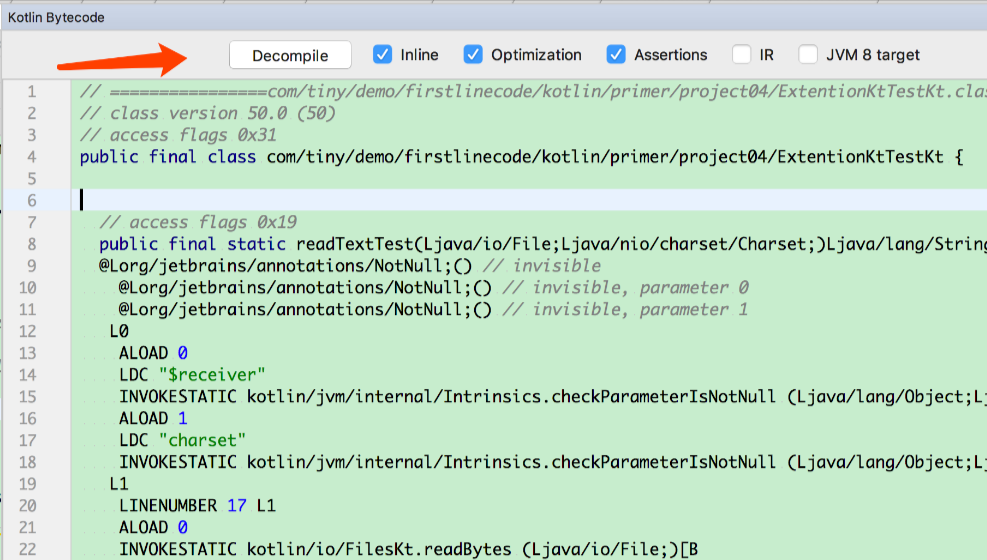 Kotlin Bytecode
Decompile Inline Optimization Assertions IR JVM 8 target
1 // ================com/tiny/demo/firstlinecode/kotlin/primer/project04/ExtentionKtTestKt.clas
2 // class version 50.0 (50)
3 // access flags 0x31
4 public final class com/tiny/demo/firstlinecode/kotlin/primer/project04/ExtentionKtTestKt {
5
6
7 // access flags 0x19
8 public final static readTextTest(Ljava/io/File;Ljava/nio/charset/Charset;)Ljava/lang/String
9 @Lorg/jetbrains/annotations/NotNull;() // invisible
10 @Lorg/jetbrains/annotations/NotNull;() // invisible, parameter 0
11 @Lorg/jetbrains/annotations/NotNull;() // invisible, parameter 1
12 L0
13 ALOAD 0
14 LDC "$receiver"
15 INVOKESTATIC kotlin/jvm/internal/Intrinsics.checkParameterIsNotNull (Ljava/lang/Object;Lj
16 ALOAD 1
17 LDC "charset"
18 INVOKESTATIC kotlin/jvm/internal/Intrinsics.checkParameterIsNotNull (Ljava/lang/Object;Lj
19 L1
20 LINENUMBER 17 L1
21 ALOAD 0
22 INVOKESTATIC kotlin/io/FilesKt.readBytes (Ljava/io/File;)[B